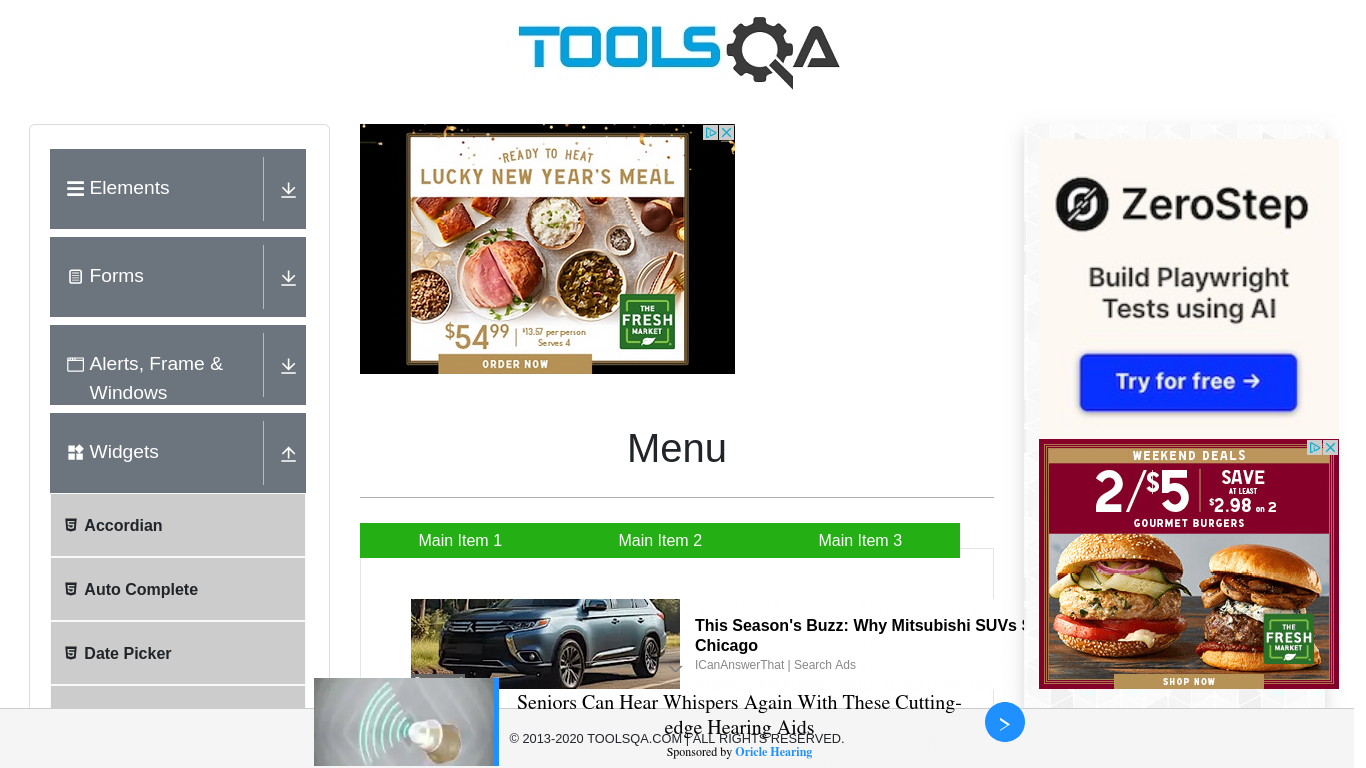 TOOLSQA
Elements
Forms
Alerts, Frame &
Windows
Widgets
Accordian
Auto Complete
Date Picker
READY TO HEAT
LUCKY NEW YEAR'S MEAL
$54.99
$13.57 per person
Serves 4
THE
FRESH
MARKET
ORDER NOW
Menu
Main Item 1
Main Item 2
Main Item 3
This Season's Buzz: Why Mitsubishi SUVs S
Chicago
ICanAnswerThat | Search Ads
ZeroStep
Build Playwright
Tests using AI
Try for free →
WEEKEND DEALS
2/$5
SAVE
AT LEAST
$2.98 on 2
GOURMET BURGERS
THE
FRESH
MARKET
SHOP NOW
Seniors Can Hear Whispers Again With These Cutting-
edge Hearing Aids
© 2013-2020 TOOLSQA.COM | ALL RIGHTS RESERVED.
Sponsored by Oricle Hearing